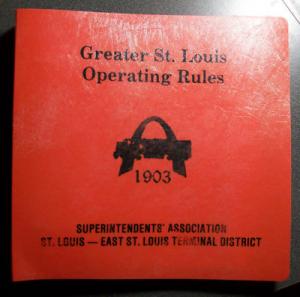 Greater St. Louis
Operating Rules
1903
SUPERINTENDENTS' ASSOCIATION
ST. LOUIS — EAST ST. LOUIS TERMINAL DISTRICT